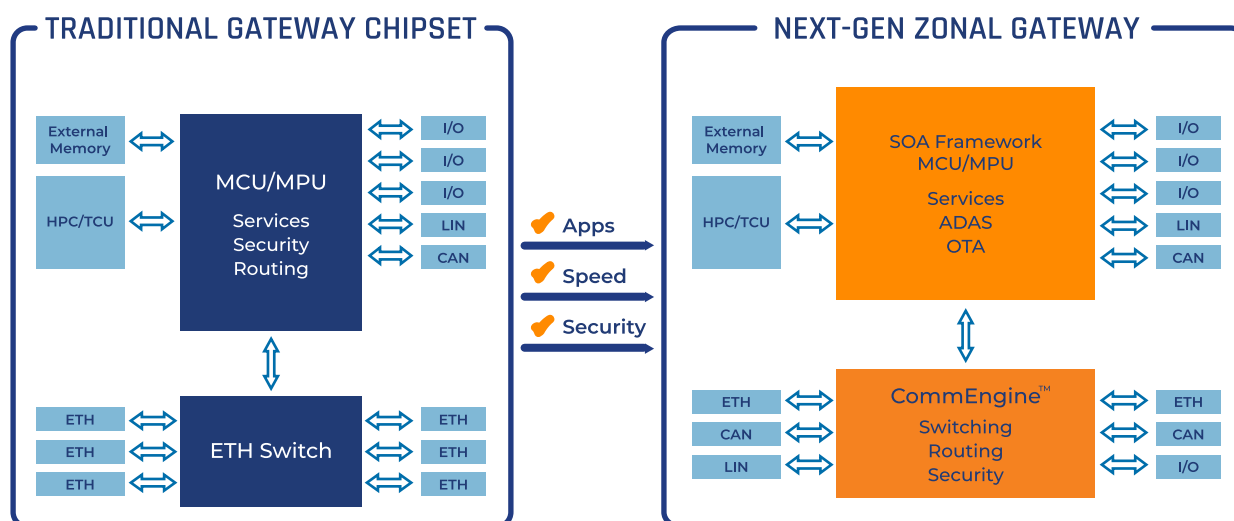 TRADITIONAL GATEWAY CHIPSET
External
Memory
HPC/TCU
MCU/MPU
Services
Security
Routing
I/O
I/O
I/O
LIN
CAN
ETH
ETH
ETH
ETH Switch
ETH
ETH
ETH
Apps
Speed
Security
NEXT-GEN ZONAL GATEWAY
External
Memory
HPC/TCU
SOA Framework
MCU/MPU
Services
ADAS
OTA
I/O
I/O
I/O
LIN
CAN
ETH
CAN
LIN
CommEngine™
Switching
Routing
Security
ETH
CAN
I/O